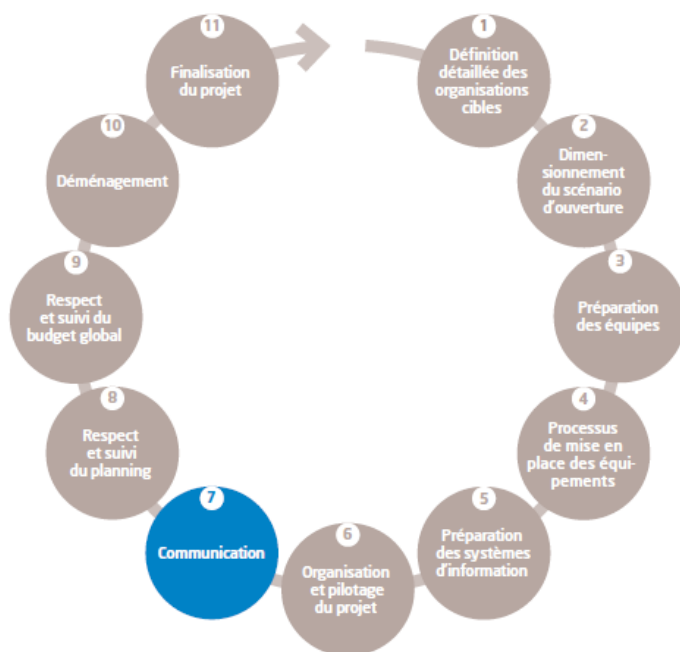 1
Définition
détaillée des
organisations
cibles
2
Dimen-
sionnement
du scénario
d'ouverture
3
Préparation
des équipes
4
Processus
de mise en
place des équi-
pements
5
Préparation
des systèmes
d'information
6
Organisation
et pilotage
du projet
7
Communication
8
Respect
et suivi
du planning
9
Respect
et suivi du
budget global
10
Déménagement
11
Finalisation
du projet